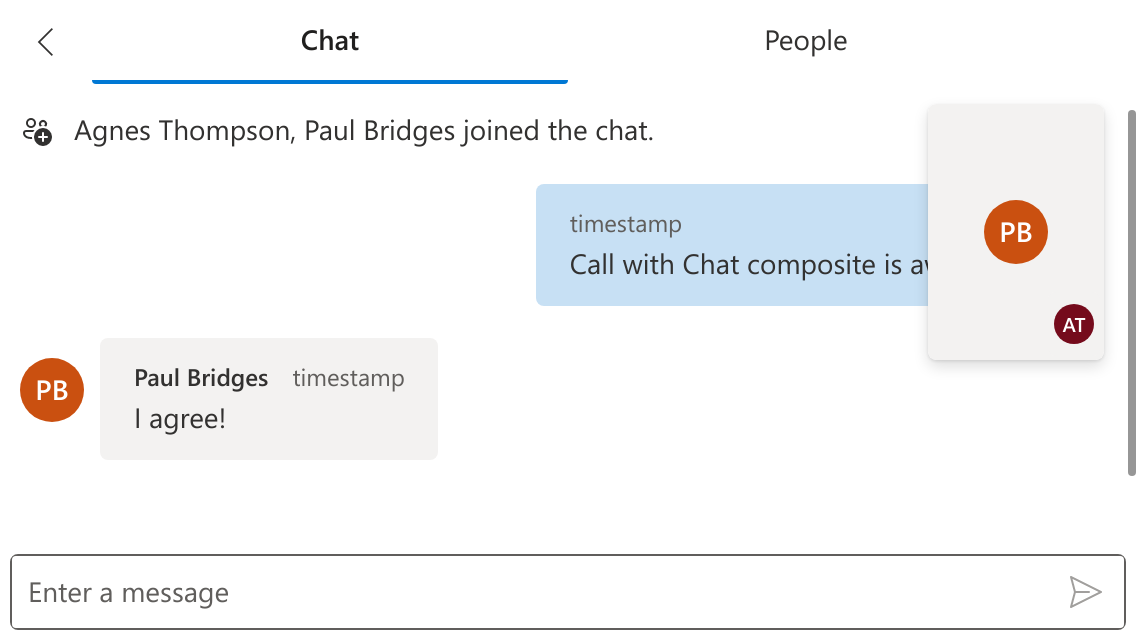 Chat
People
Agnes Thompson, Paul Bridges joined the chat.
timestamp
Call with Chat composite is
PB
AT
PB
Paul Bridges timestamp
I agree!
Enter a message